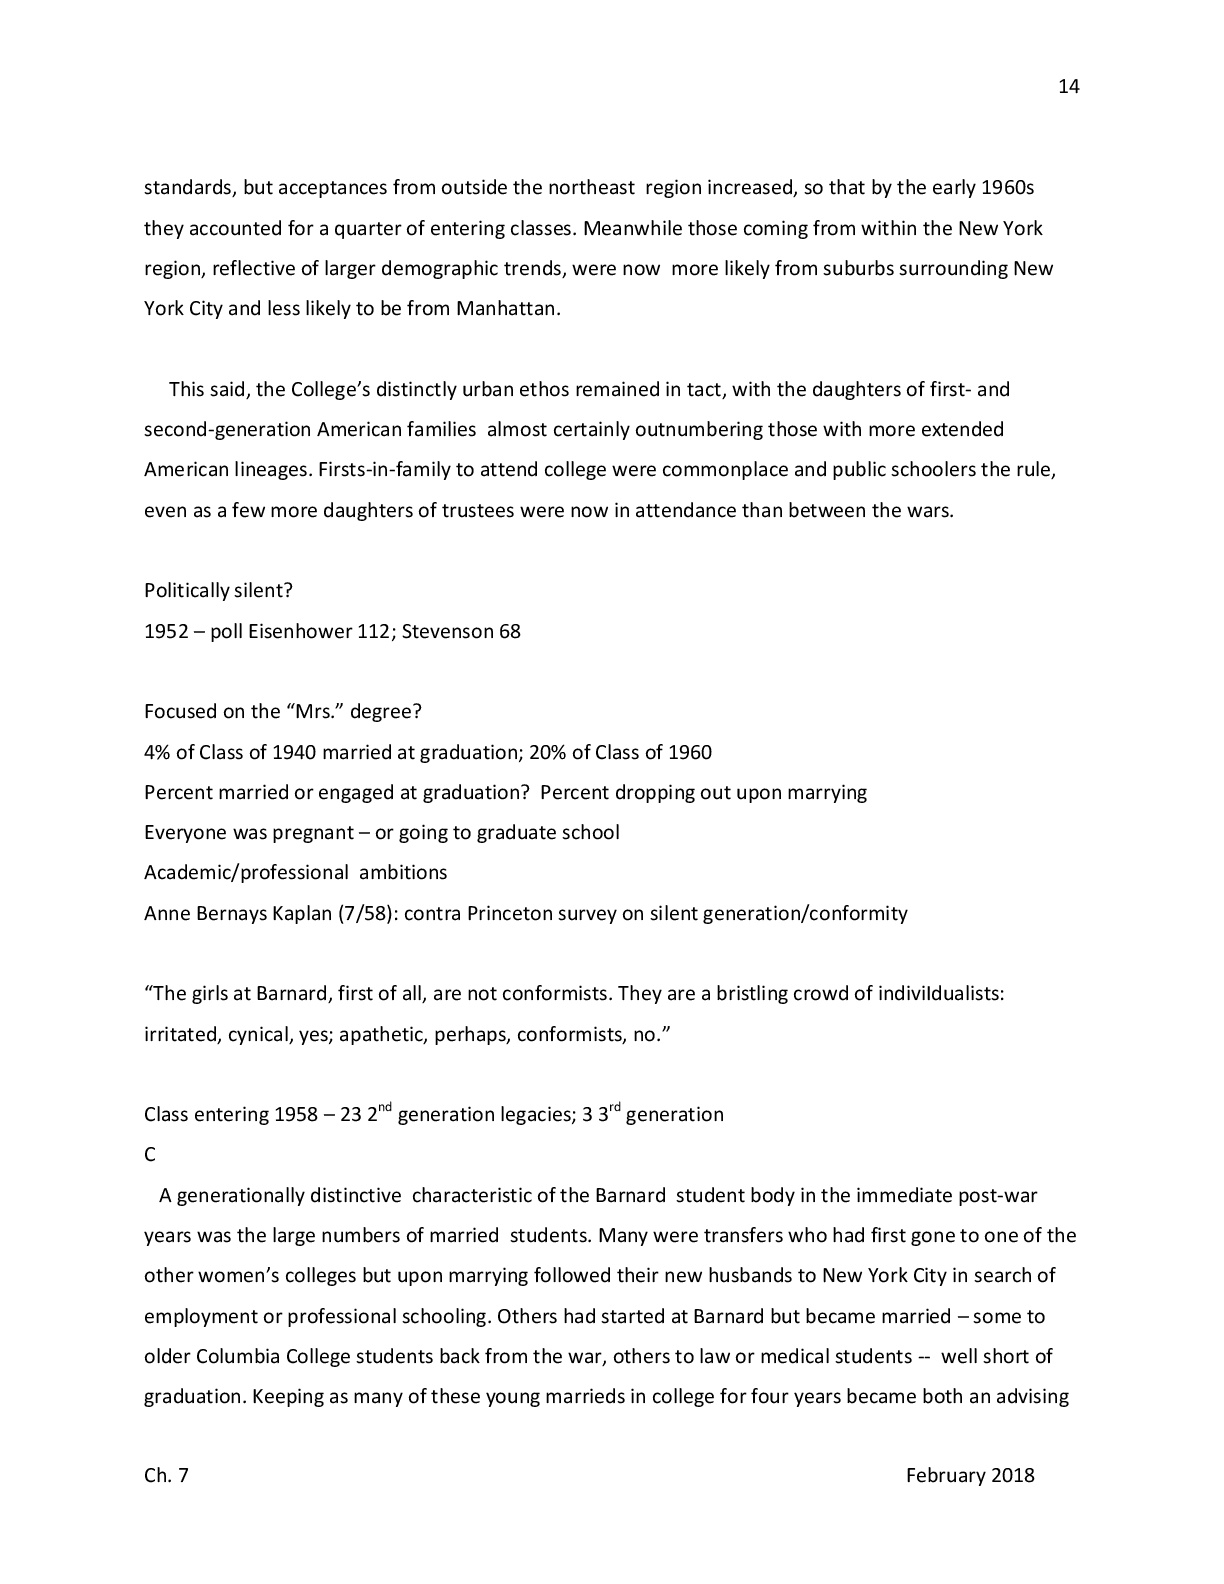 14
standards, but acceptances from outside the northeast  region increased, so that by the early 1960s
they accounted for a quarter of entering classes. Meanwhile those coming from within the New York
region, reflective of larger demographic trends, were now  more likely from suburbs surrounding New
York City and less likely to be from Manhattan.
This said, the College’s distinctly urban ethos remained in tact, with the daughters of first- and
second-generation American families  almost certainly outnumbering those with more extended
American lineages. Firsts-in-family to attend college were commonplace and public schoolers the rule,
even as a few more daughters of trustees were now in attendance than between the wars.
Politically silent?
1952 – poll Eisenhower 112; Stevenson 68
Focused on the “Mrs.” degree?
4% of Class of 1940 married at graduation; 20% of Class of 1960
Percent married or engaged at graduation?  Percent dropping out upon marrying
Everyone was pregnant – or going to graduate school
Academic/professional  ambitions
Anne Bernays Kaplan (7/58): contra Princeton survey on silent generation/conformity
“The girls at Barnard, first of all, are not conformists. They are a bristling crowd of indiviIdualists:
irritated, cynical, yes; apathetic, perhaps, conformists, no.”
Class entering 1958 – 23 2nd generation legacies; 3 3rd generation
C
A generationally distinctive  characteristic of the Barnard  student body in the immediate post-war
years was the large numbers of married  students. Many were transfers who had first gone to one of the
other women’s colleges but upon marrying followed their new husbands to New York City in search of
employment or professional schooling. Others had started at Barnard but became married – some to
older Columbia College students back from the war, others to law or medical students --  well short of
graduation. Keeping as many of these young marrieds in college for four years became both an advising
Ch. 7 February 2018